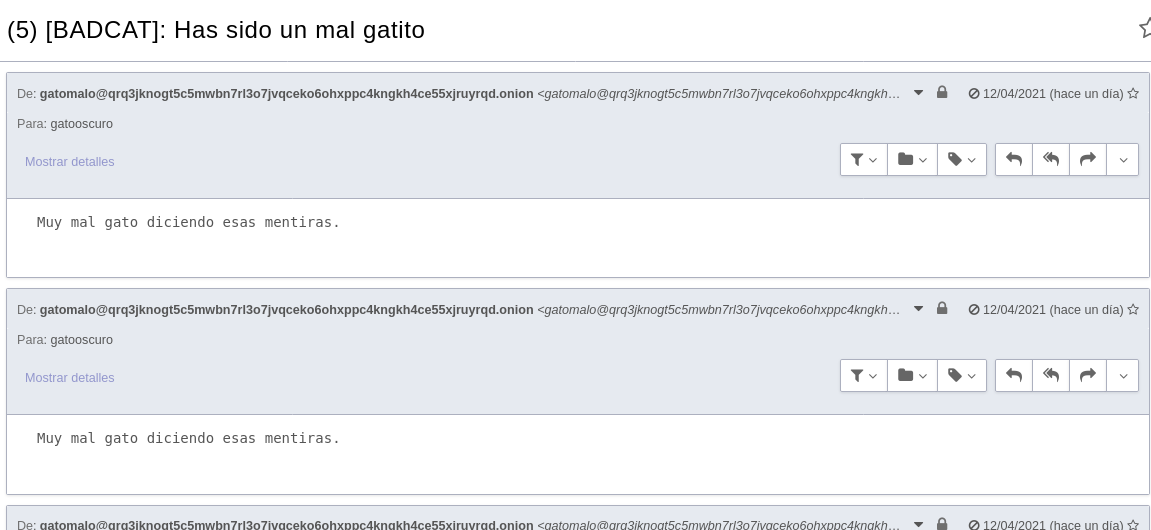 (5) [BADCAT]: Has sido un mal gatito
De: gatomalo@qrq3jknogt5c5mwbn7rl3o7jvqceko6ohxppc4kngkh4ce55xjruyrqd.onion <gatomalo@qrq3jknogt5c5mwbn7rl3o7jvqceko6ohxppc4kngkh… 12/04/2021 (hace un día)
Para: gatooscuro
Mostrar detalles
Muy mal gato diciendo esas mentiras.
De: gatomalo@qrq3jknogt5c5mwbn7rl3o7jvqceko6ohxppc4kngkh4ce55xjruyrqd.onion <gatomalo@qrq3jknogt5c5mwbn7rl3o7jvqceko6ohxppc4kngkh… 12/04/2021 (hace un día)
Para: gatooscuro
Mostrar detalles
Muy mal gato diciendo esas mentiras.
De: gatomalo@qrq3jknogt5c5mwbn7rl3o7jvqceko6ohxppc4kngkh4ce55xjruyrqd.onion <gatomalo@qrq3jknogt5c5mwbn7rl3o7jvqceko6ohxppc4kngkh… 12/04/2021 (hace un día)